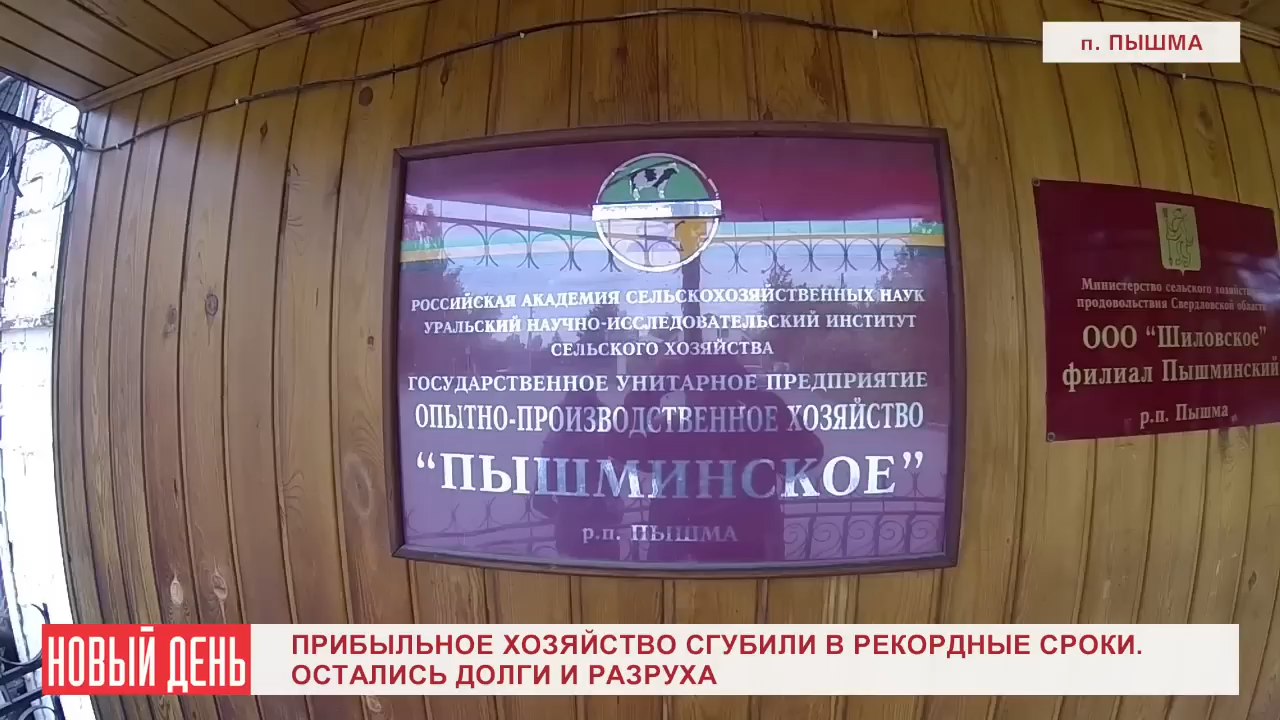 п. ПЫШМА
РОССИЙСКАЯ АКАДЕМИЯ СЕЛЬСКОХОЗЯЙСТВЕННЫХ НАУК
УРАЛЬСКИЙ НАУЧНО-ИССЛЕДОВАТЕЛЬСКИЙ ИНСТИТУТ
СЕЛЬСКОГО ХОЗЯЙСТВА
ГОСУДАРСТВЕННОЕ УНИТАРНОЕ ПРЕДПРИЯТИЕ
ОПЫТНО-ПРОИЗВОДСТВЕННОЕ ХОЗЯЙСТВО
“ПЫШМИНСКОЕ”
р.п. ПЫШМА
Министерство сельского хозяйства
продовольствия Свердловской области
ООО “Шиловское”
филиал Пышминский
р.п. Пышма
НОВЫЙ ДЕНЬ
ПРИБЫЛЬНОЕ ХОЗЯЙСТВО СГУБИЛИ В РЕКОРДНЫЕ СРОКИ.
ОСТАЛИСЬ ДОЛГИ И РАЗРУХА